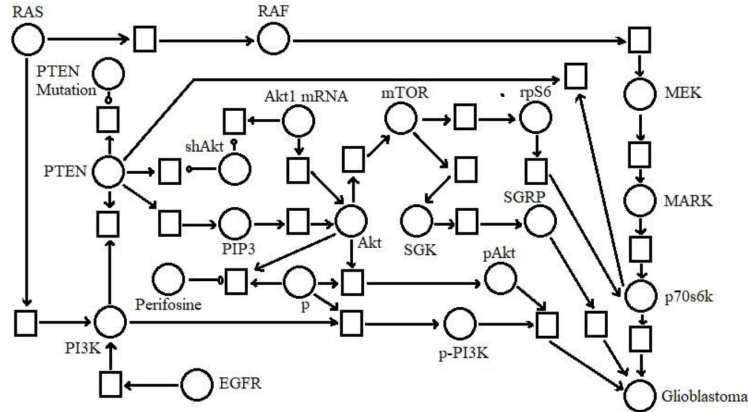 RAS
RAF
PTEN
Mutation
Akt1 mRNA
mTOR
rpS6
MEK
shAkt
PTEN
SGRP
MARK
PIP3
Akt
SGK
pAkt
Perifosine
p
p70s6k
PI3K
p-PI3K
EGFR
Glioblastoma